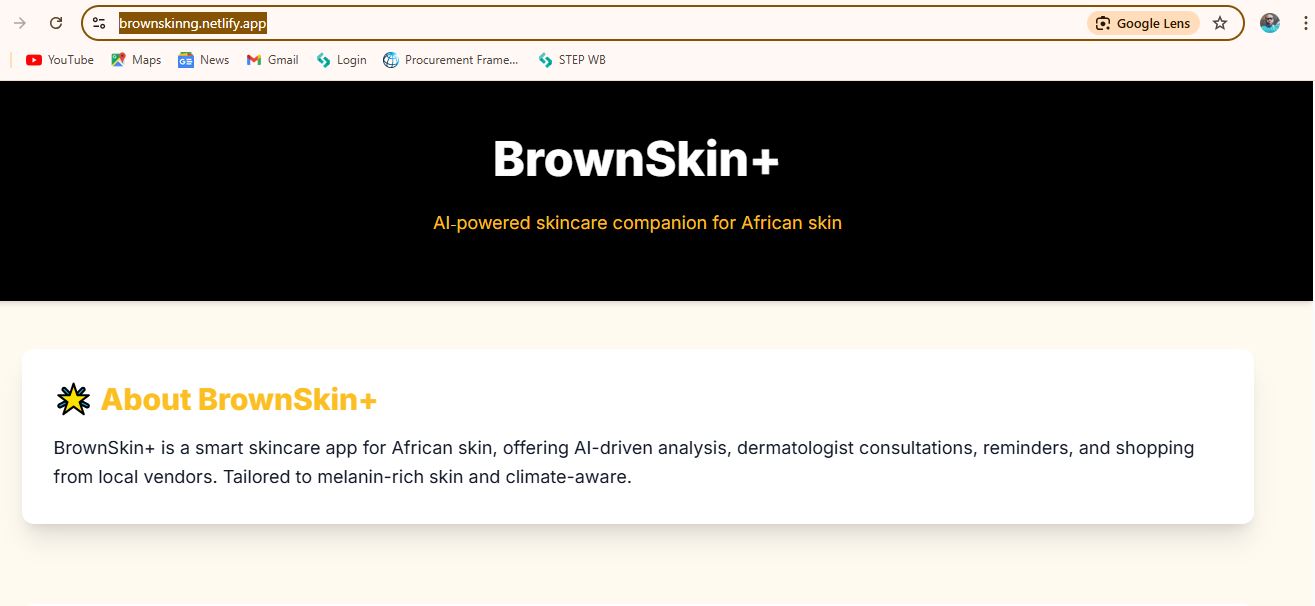 brownskinng.netlify.app
Google Lens
YouTube Maps News Gmail Login Procurement Frame... STEP WB
BrownSkin+
AI-powered skincare companion for African skin
About BrownSkin+
BrownSkin+ is a smart skincare app for African skin, offering AI-driven analysis, dermatologist consultations, reminders, and shopping
from local vendors. Tailored to melanin-rich skin and climate-aware.